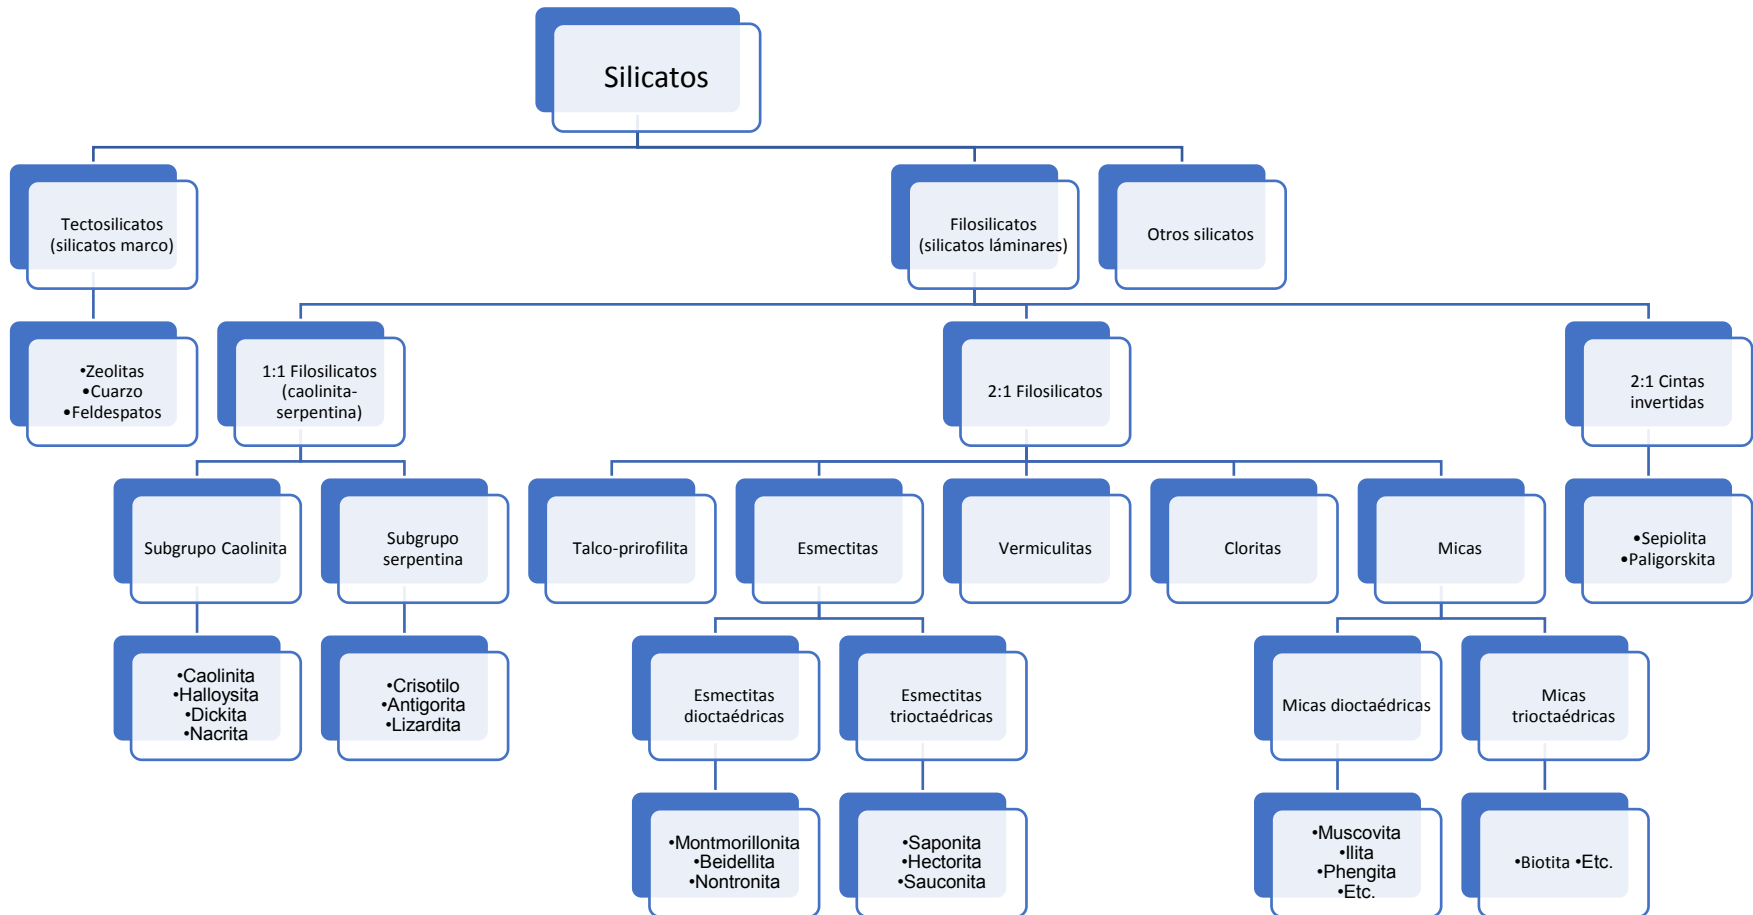 Silicatos
Tectosilicatos
(silicatos marco)
Filosilicatos
(silicatos láminares)
Otros silicatos
•Zeolitas
•Cuarzo
•Feldespatos
1:1 Filosilicatos
(caolinita-
serpentina)
2:1 Filosilicatos
2:1 Cintas
invertidas
Subgrupo Caolinita
Subgrupo
serpentina
Talco-prirofilita
Esmectitas
Vermiculitas
Cloritas
Micas
•Sepiolita
•Paligorskita
•Caolinita
•Halloysita
•Dickita
•Nacrita
•Crisotilo
•Antigorita
•Lizardita
Esmectitas
dioctaédricas
Esmectitas
trioctaédricas
Micas dioctaédricas
Micas
trioctaédricas
•Montmorillonita
•Beidellita
•Nontronita
•Saponita
•Hectorita
•Sauconita
•Muscovita
•Ilita
•Phengita
•Etc.
•Biotita •Etc.